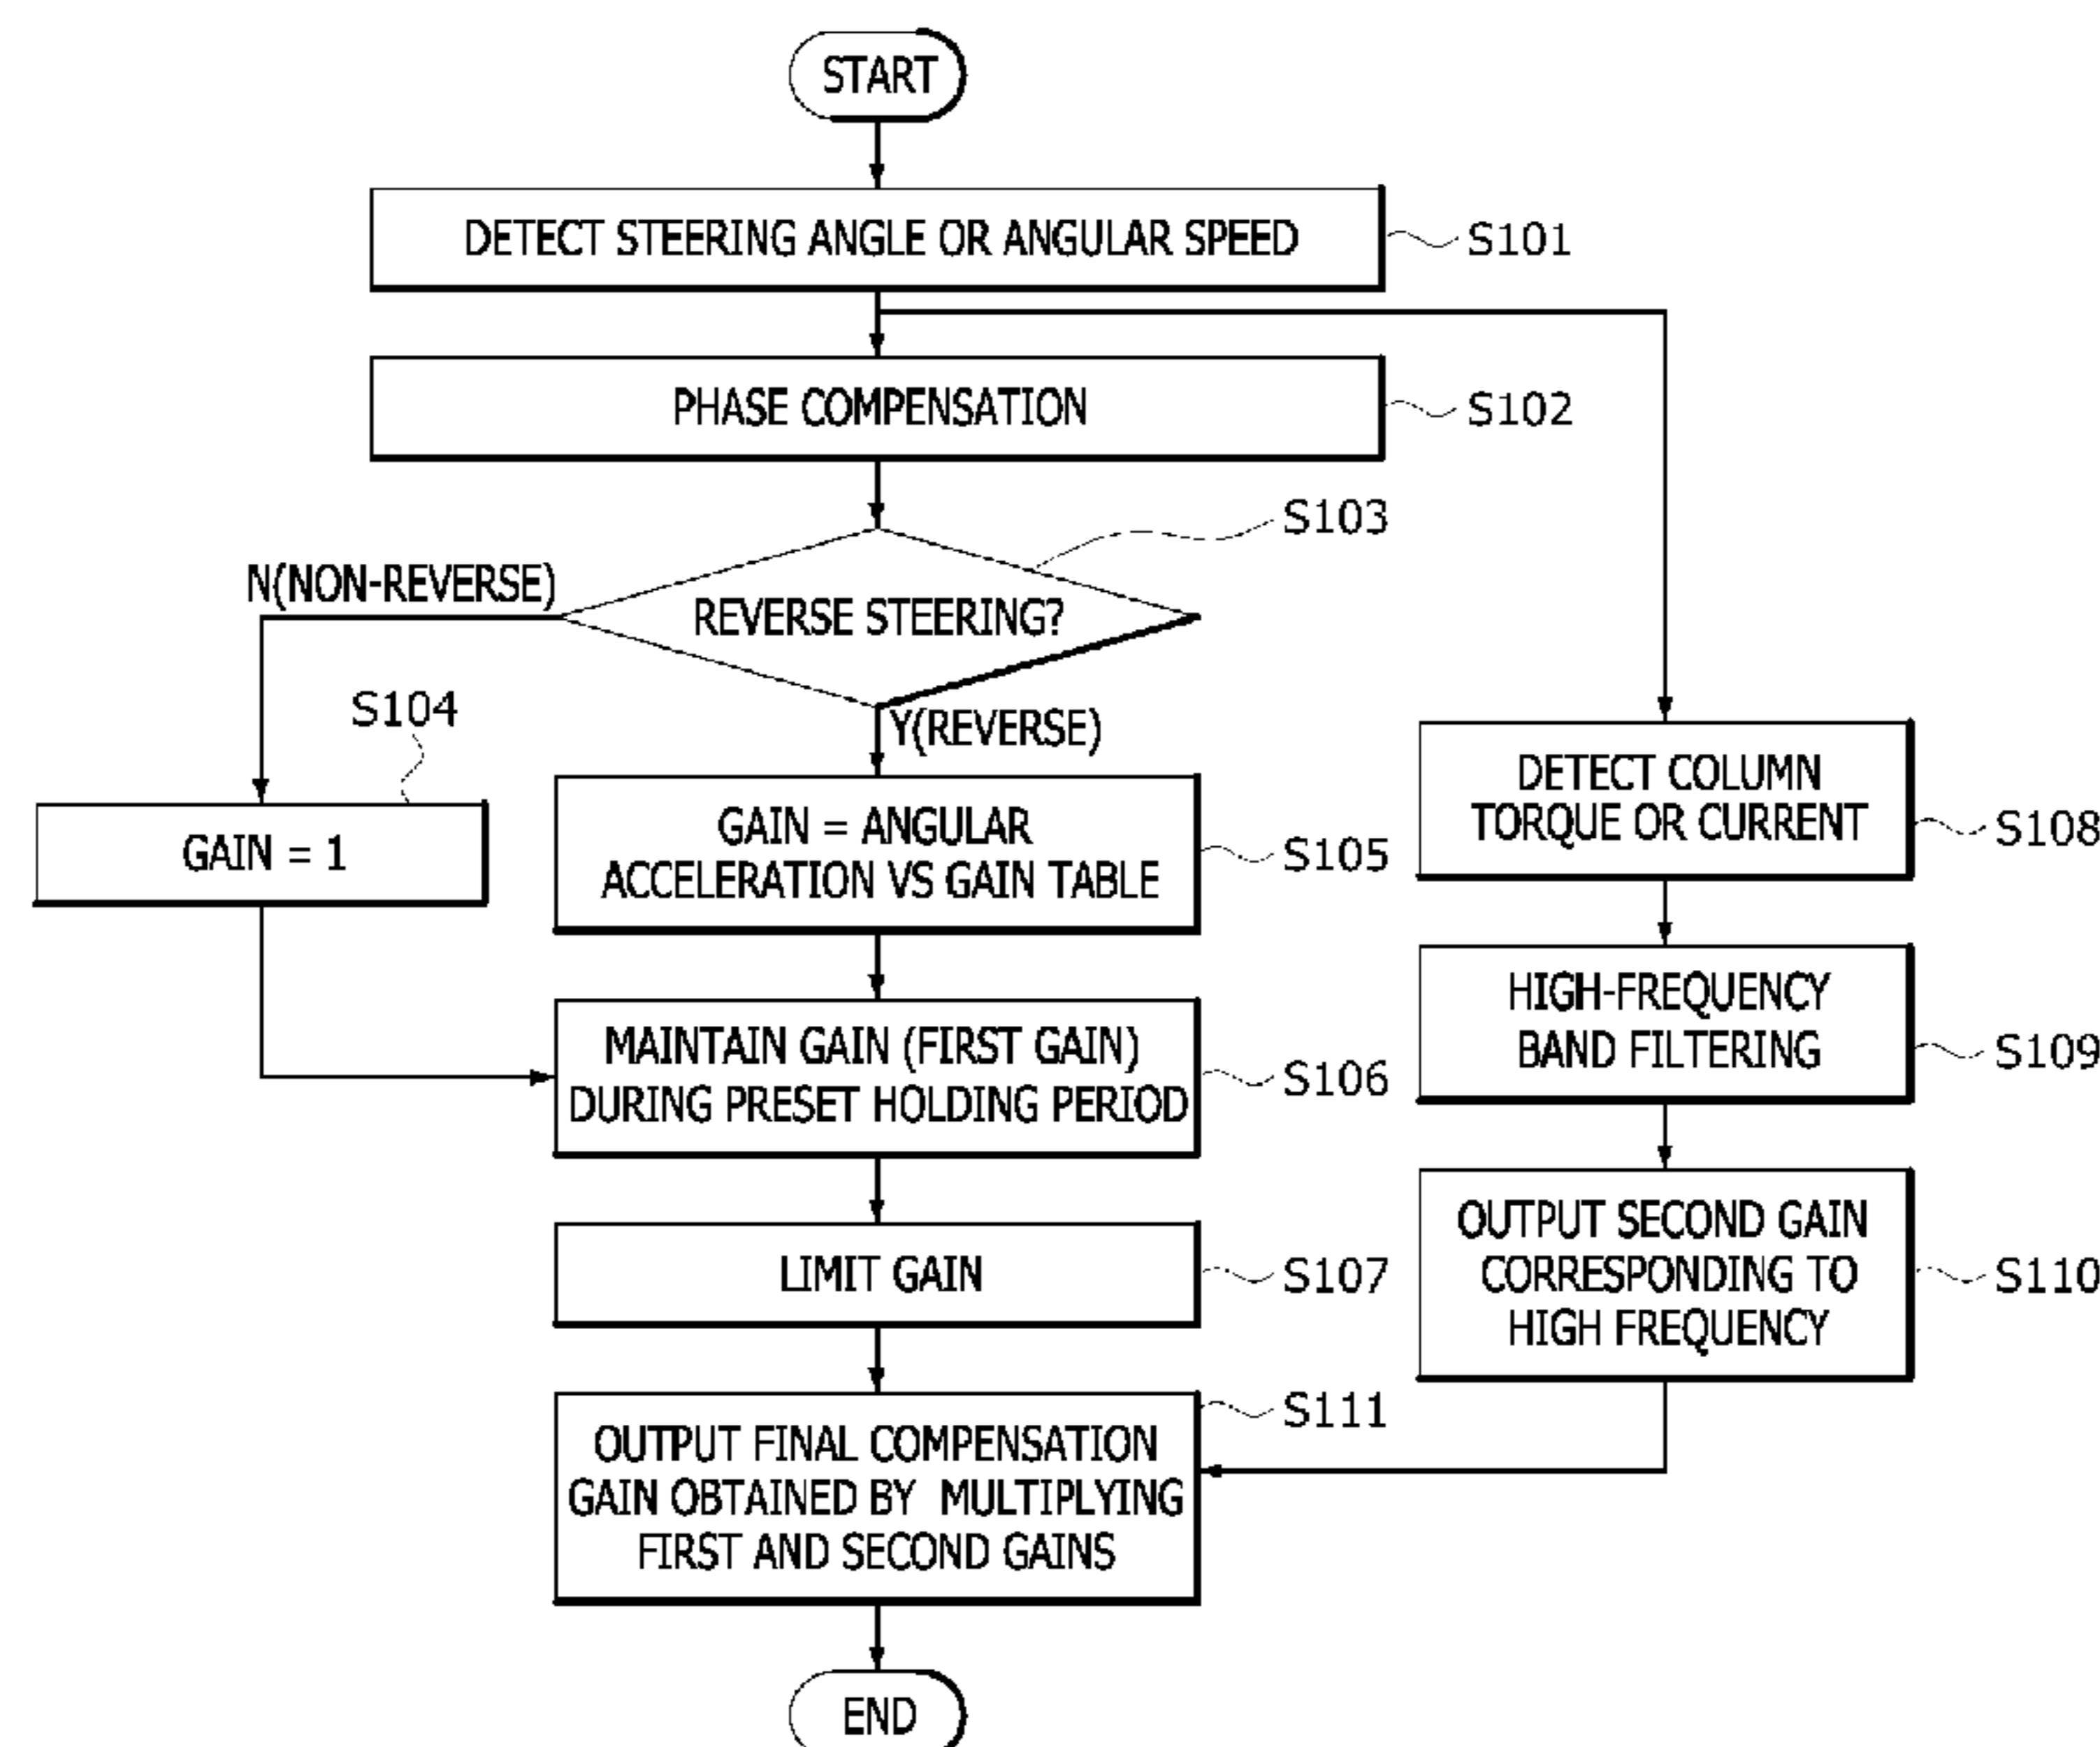 START
DETECT STEERING ANGLE OR ANGULAR SPEED
S101
PHASE COMPENSATION
S102
S103
N(NON-REVERSE)
REVERSE STEERING?
S104
Y(REVERSE)
GAIN = 1
GAIN = ANGULAR
ACCELERATION VS GAIN TABLE
S105
DETECT COLUMN
TORQUE OR CURRENT
S108
MAINTAIN GAIN (FIRST GAIN)
DURING PRESET HOLDING PERIOD
S106
HIGH-FREQUENCY
BAND FILTERING
S109
LIMIT GAIN
S107
OUTPUT SECOND GAIN
CORRESPONDING TO
HIGH FREQUENCY
S110
S111
OUTPUT FINAL COMPENSATION
GAIN OBTAINED BY MULTIPLYING
FIRST AND SECOND GAINS
END